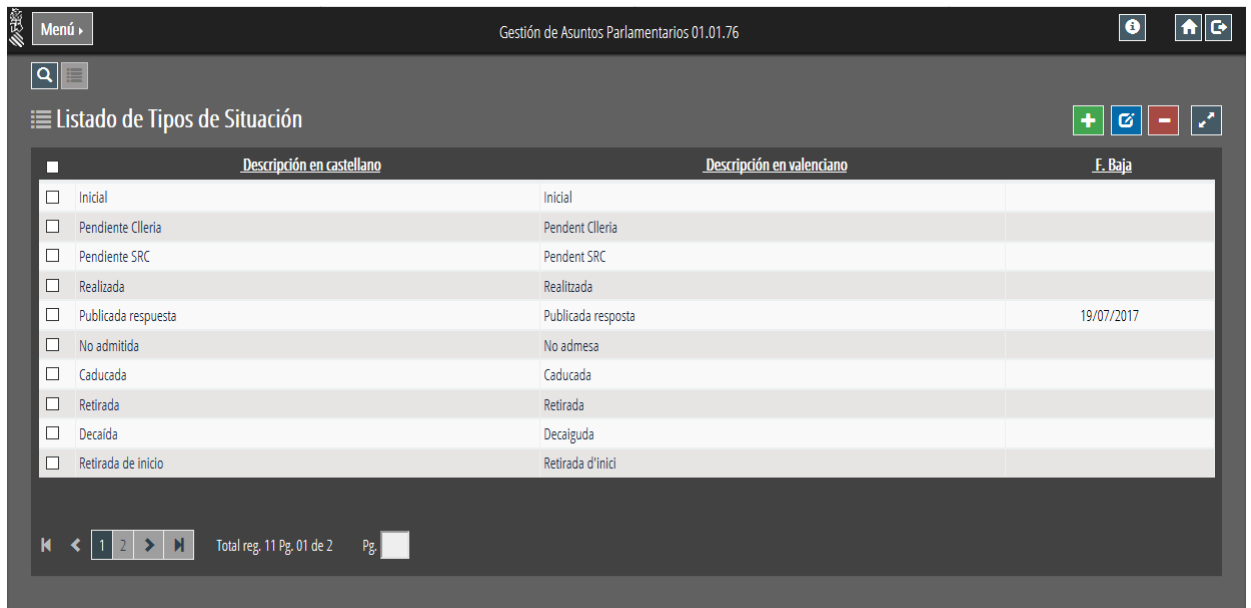 Menú
Gestión de Asuntos Parlamentarios 01.01.76
Listado de Tipos de Situación
Descripción en castellano Descripción en valenciano F. Baja
Inicial Inicial
Pendiente Clleria Pendent Clleria
Pendiente SRC Pendent SRC
Realizada Realitzada
Publicada respuesta Publicada resposta 19/07/2017
No admitida No admesa
Caducada Caducada
Retirada Retirada
Decaída Decaiguda
Retirada de inicio Retirada d'inici
1 2 Total reg. 11 Pg. 01 de 2 Pg.